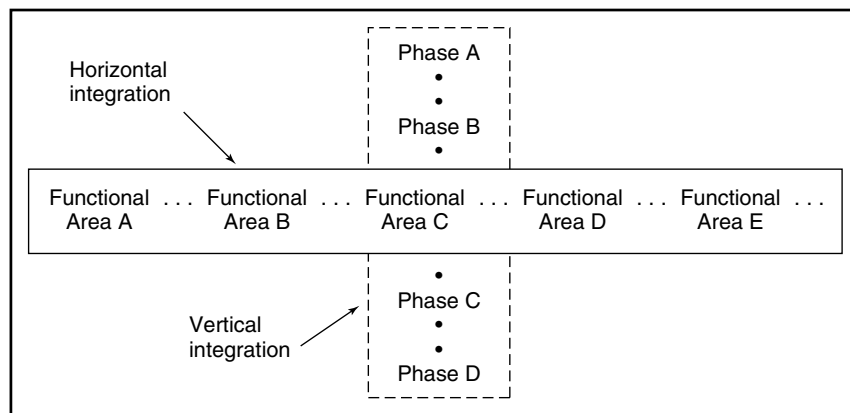 Phase A
•
•
Phase B
•
Horizontal
integration
Functional . . . Functional . . . Functional . . . Functional . . . Functional . . .
Area A Area B Area C Area D Area E
•
Phase C
•
•
Phase D
Vertical
integration